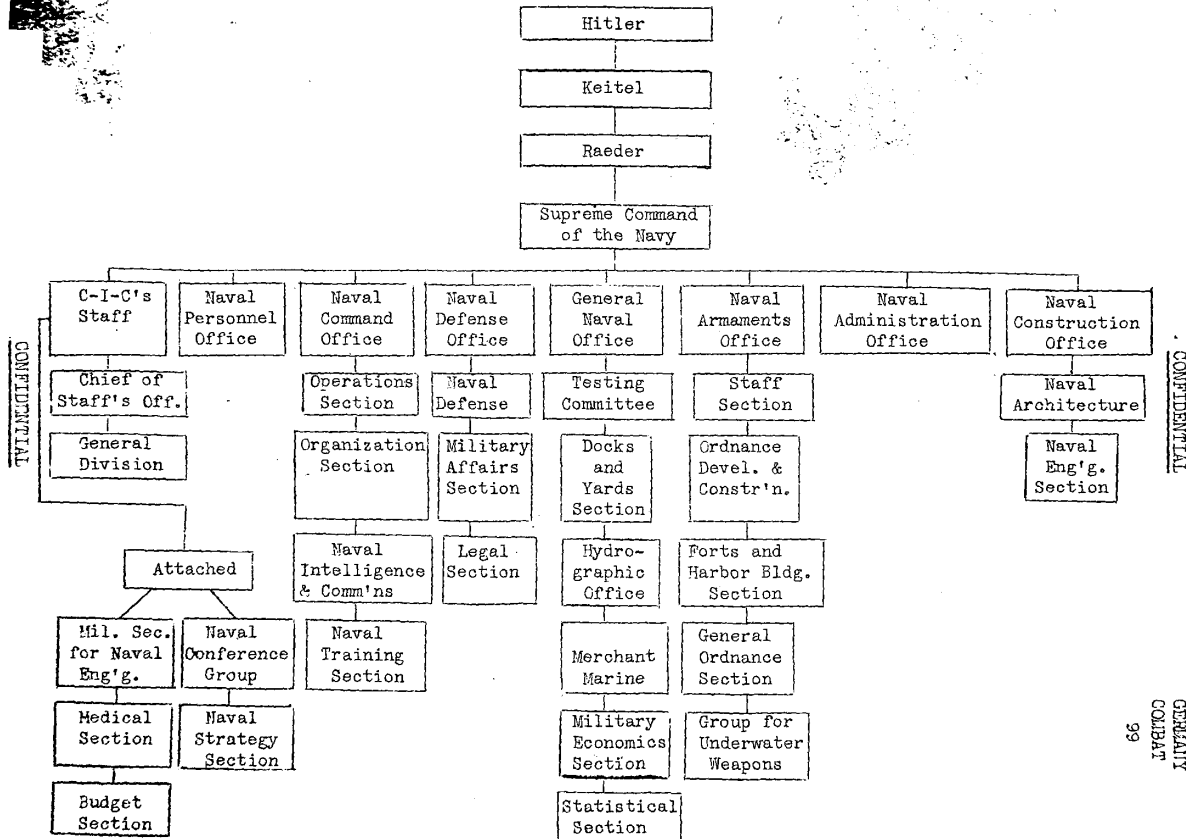 Hitler
Keitel
Raeder
Supreme Command
of the Navy
C-I-C's
Staff
Naval
Personnel
Office
Naval
Command
Office
Naval
Defense
Office
General
Naval
Office
Naval
Armaments
Office
Naval
Administration
Office
Naval
Construction
Office
Chief of
Staff's Off.
General
Division
Operations
Section
Organization
Section
Naval
Intelligence
& Comm'ns
Naval
Training
Section
Naval
Defense
Military
Affairs
Section
Legal
Section
Testing
Committee
Docks
and
Yards
Section
Hydro-
graphic
Office
Merchant
Marine
Military
Economics
Section
Statistical
Section
Staff
Section
Ordnance
Devel. &
Constr'n.
Forts and
Harbor Bldg.
Section
General
Ordnance
Section
Group for
Underwater
Weapons
Naval
Architecture
Naval
Eng'g.
Section
Attached
Mil. Sec.
for Naval
Eng'g.
Medical
Section
Budget
Section
Naval
Conference
Group
Naval
Strategy
Section
CONFIDENTIAL
CONFIDENTIAL
GERMANY
COMBAT
99